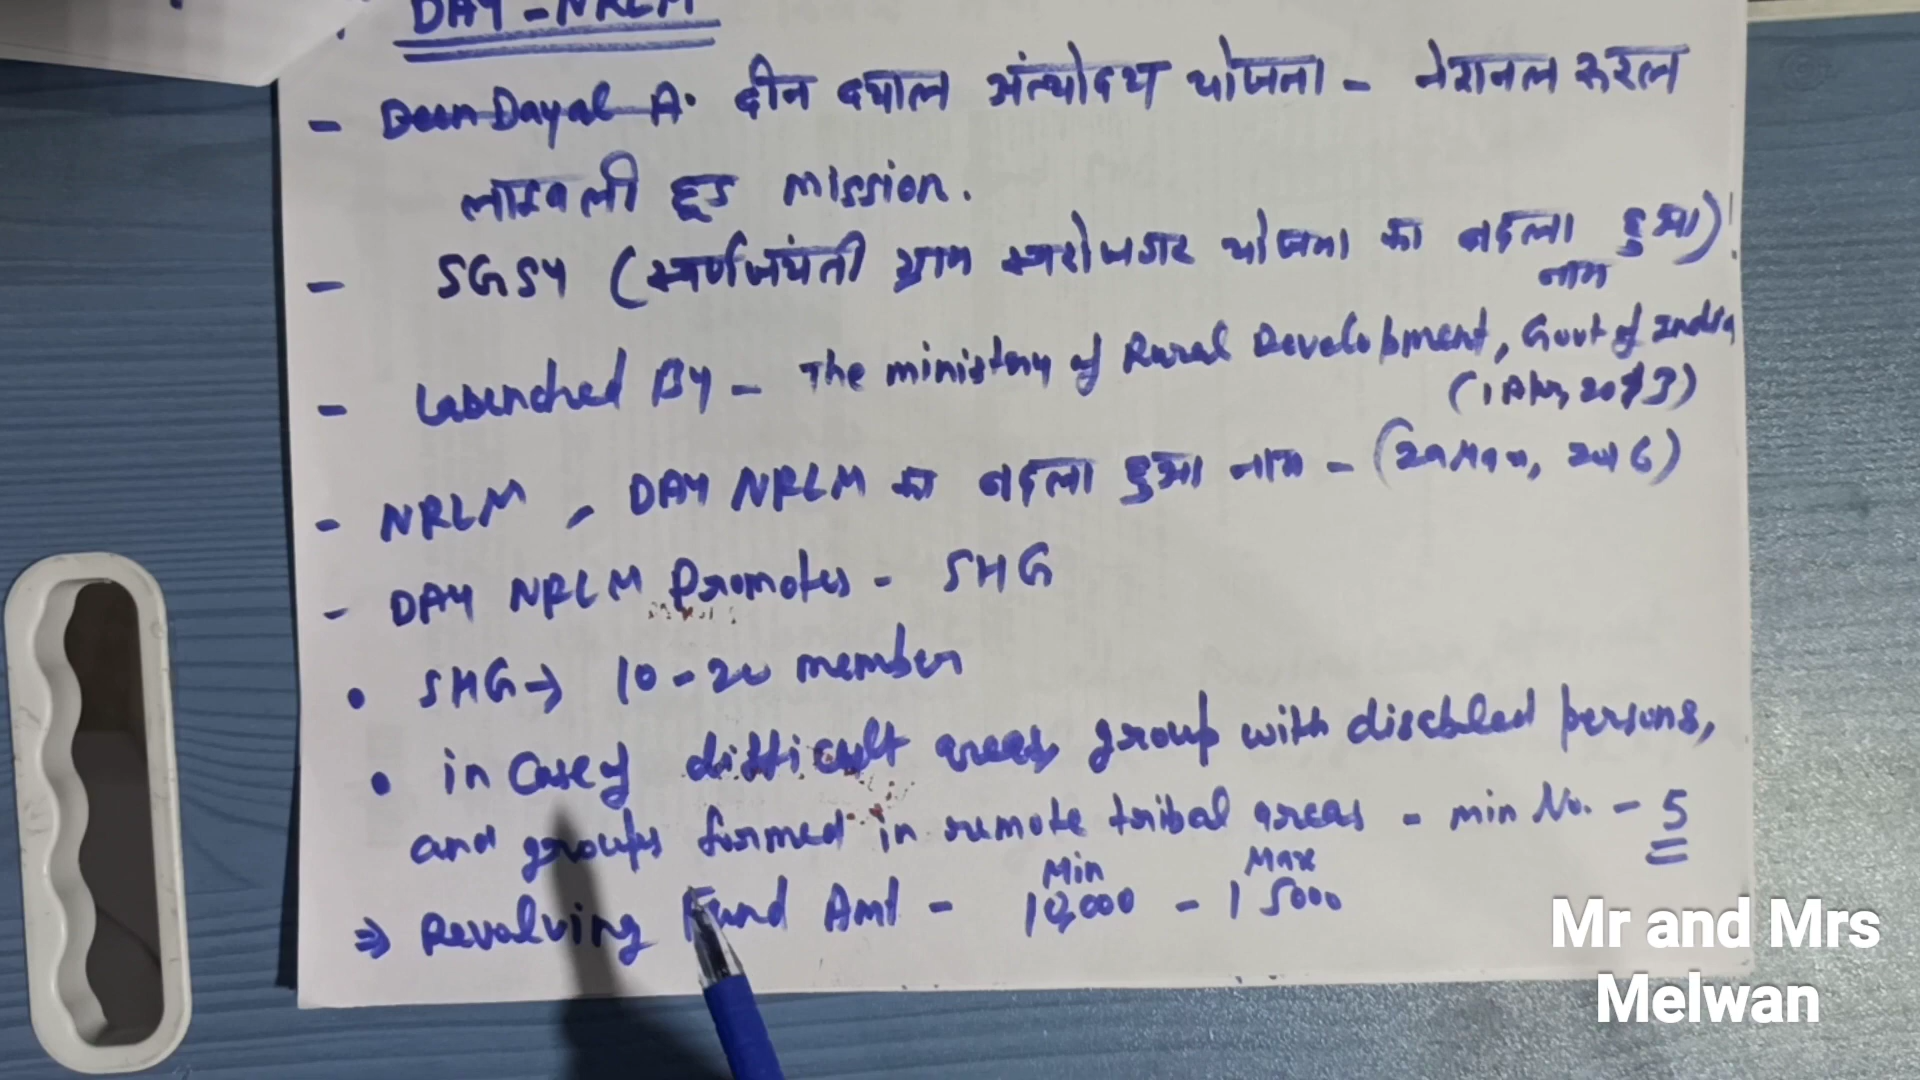 DAY - NRLM
- Deen Dayal A. दीन दयाल अंत्योदय योजना - नेशनल रूरल
लाइवलीहूड mission.
- SGSY (स्वर्णजयंती ग्राम स्वरोजगार योजना का बदला हुआ)
नाम
- Launched By - The ministry of Rural Development, Govt of India
(1 Apr, 2013)
- NRLM - DAY NRLM का बदला हुआ नाम - (29 Mar, 2016)
- DAY NRLM Promotes - SHG
• SHG → 10-20 member
• in case of difficult areas, group with disabled persons,
and groups formed in remote tribal areas - min No. - 5
Min Max
⇒ Revolving Fund Amt - 10,000 - 15000
Mr and Mrs
Melwan